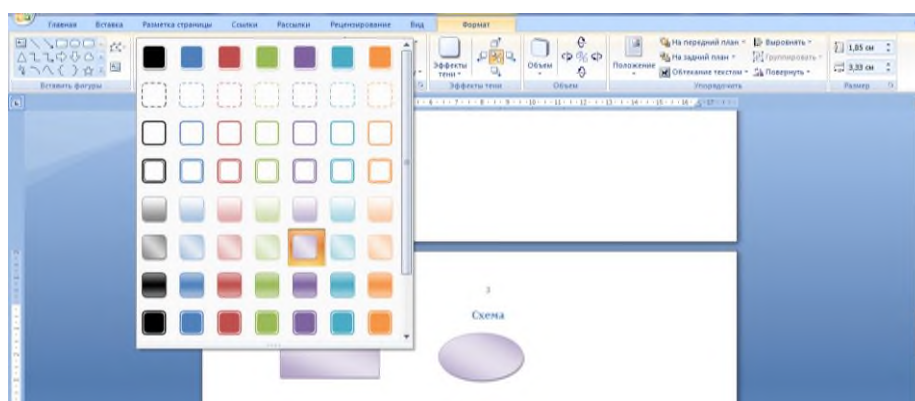 Главная Вставка Разметка страницы Ссылки Рассылки Рецензирование Вид Формат
Эффекты тени
Объем
Положение
На передний план
На задний план
Обтекание текстом
Выровнять
Группировать
Повернуть
1,85 см
3,33 см
Вставить фигуры Эффекты тени Объем Упорядочить Размер
3
Схема